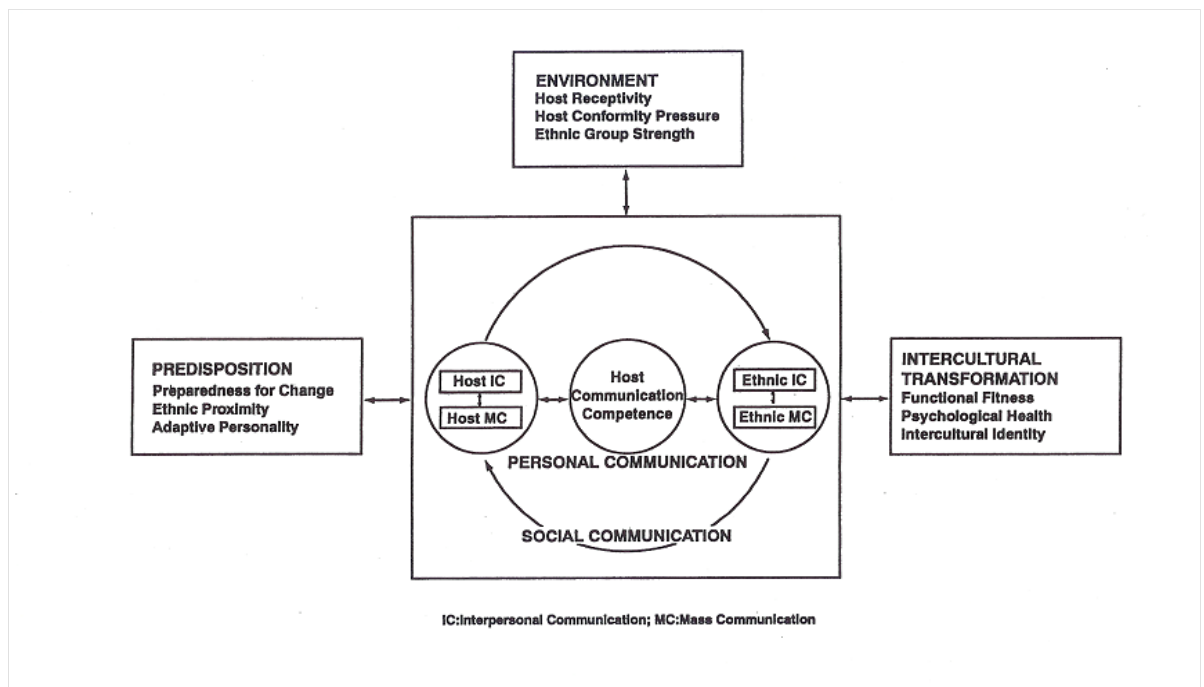 ENVIRONMENT
Host Receptivity
Host Conformity Pressure
Ethnic Group Strength
PREDISPOSITION
Preparedness for Change
Ethnic Proximity
Adaptive Personality
Host IC
Host MC
Host
Communication
Competence
Ethnic IC
Ethnic MC
PERSONAL COMMUNICATION
SOCIAL COMMUNICATION
INTERCULTURAL
TRANSFORMATION
Functional Fitness
Psychological Health
Intercultural Identity
IC:Interpersonal Communication; MC:Mass Communication